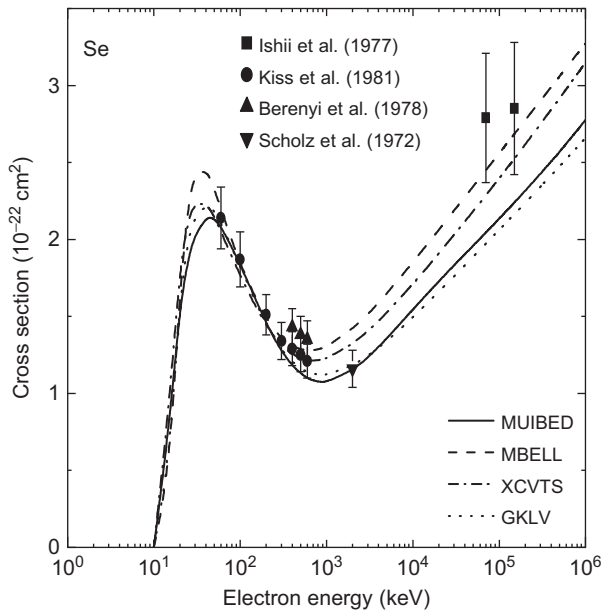 Se
Ishii et al. (1977)
Kiss et al. (1981)
Berenyi et al. (1978)
Scholz et al. (1972)
Cross section (10⁻²² cm²)
3
2
1
0
MUIBED
MBELL
XCVTS
GKLV
10⁰ 10¹ 10² 10³ 10⁴ 10⁵ 10⁶
Electron energy (keV)